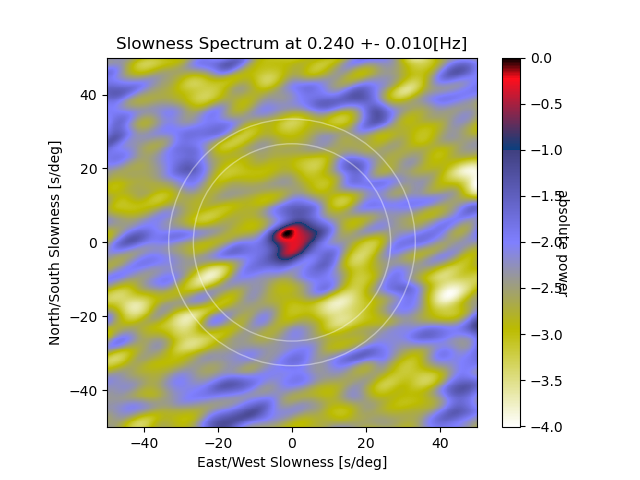 Slowness Spectrum at 0.240 +- 0.010[Hz]
North/South Slowness [s/deg]
40
20
0
−20
−40
−40 −20 0 20 40
East/West Slowness [s/deg]
0.0
−0.5
−1.0
−1.5
−2.0
−2.5
−3.0
−3.5
−4.0
absolute power